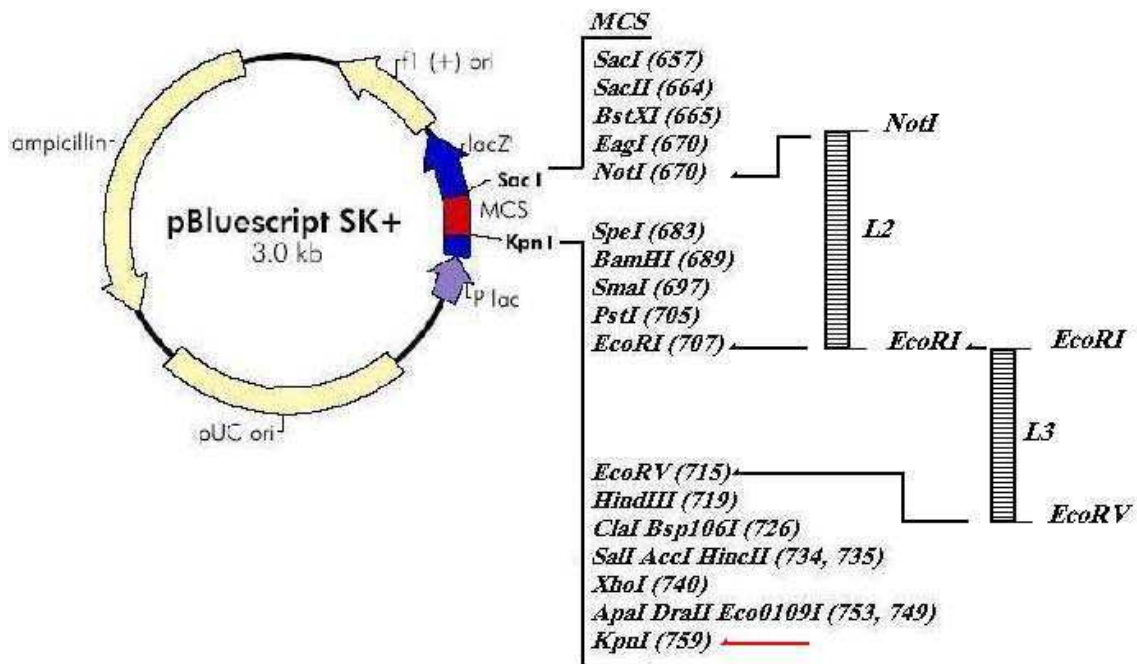 MCS
SacI (657)
SacII (664)
BstXI (665)
EagI (670)
NotI (670)
SpeI (683)
BamHI (689)
SmaI (697)
PstI (705)
EcoRI (707)
EcoRV (715)
HindIII (719)
ClaI Bsp106I (726)
SalI AccI HincII (734, 735)
XhoI (740)
ApaI DraII Eco0109I (753, 749)
KpnI (759)
f1 (+) ori
ampicillin
lacZ'
Sac I
MCS
Kpn I
P lac
pUC ori
pBluescript SK+
3.0 kb
NotI
L2
EcoRI
EcoRI
L3
EcoRV